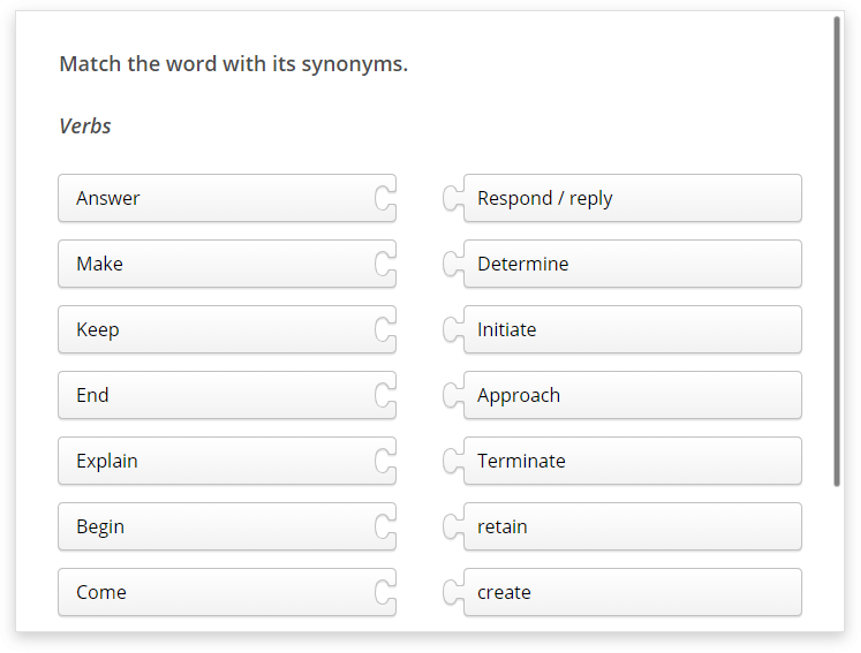 Match the word with its synonyms.
Verbs
Answer
Respond / reply
Make
Determine
Keep
Initiate
End
Approach
Explain
Terminate
Begin
retain
Come
create